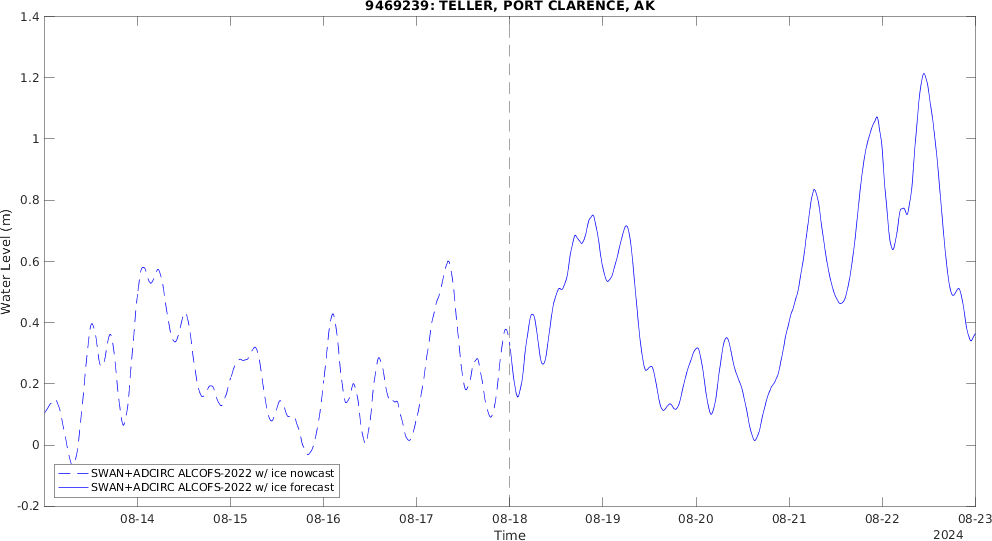 9469239: TELLER, PORT CLARENCE, AK
1.4
1.2
1
0.8
0.6
0.4
0.2
0
-0.2
Water Level (m)
SWAN+ADCIRC ALCOFS-2022 w/ ice nowcast
SWAN+ADCIRC ALCOFS-2022 w/ ice forecast
08-14 08-15 08-16 08-17 08-18 08-19 08-20 08-21 08-22 08-23
Time
2024